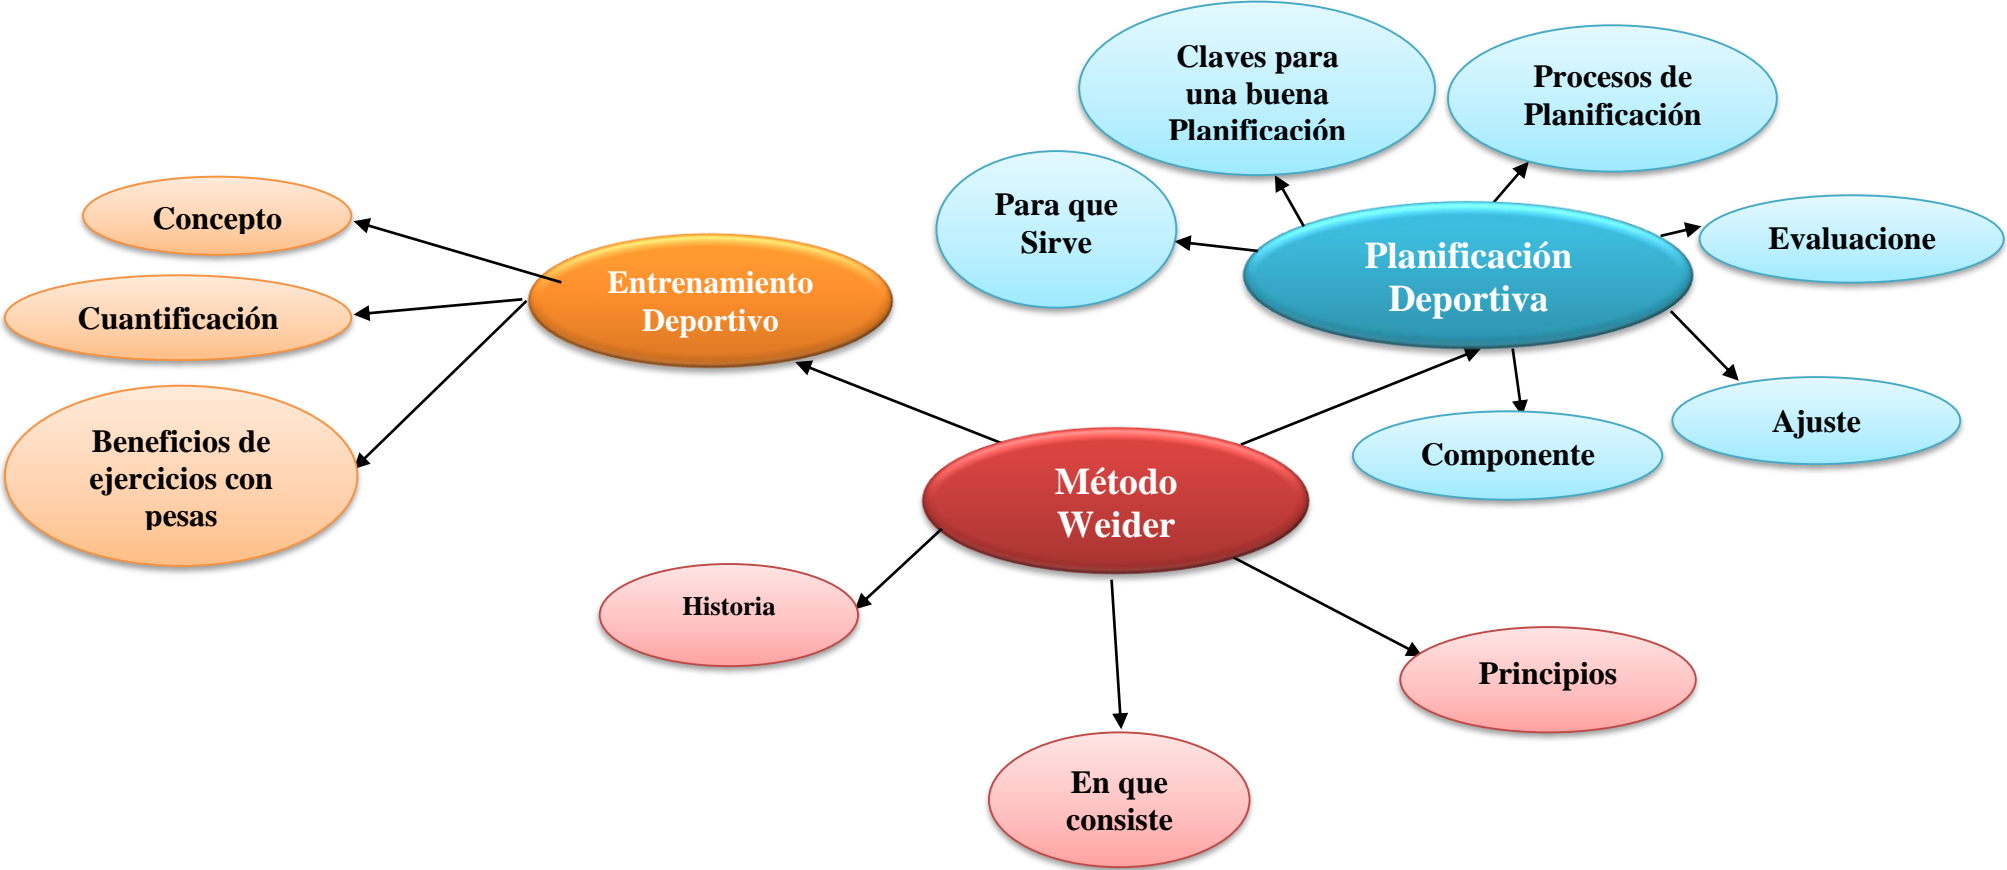 Claves para
una buena
Planificación
Procesos de
Planificación
Para que
Sirve
Evaluacione
Planificación
Deportiva
Concepto
Cuantificación
Beneficios de
ejercicios con
pesas
Entrenamiento
Deportivo
Ajuste
Componente
Método
Weider
Historia
Principios
En que
consiste